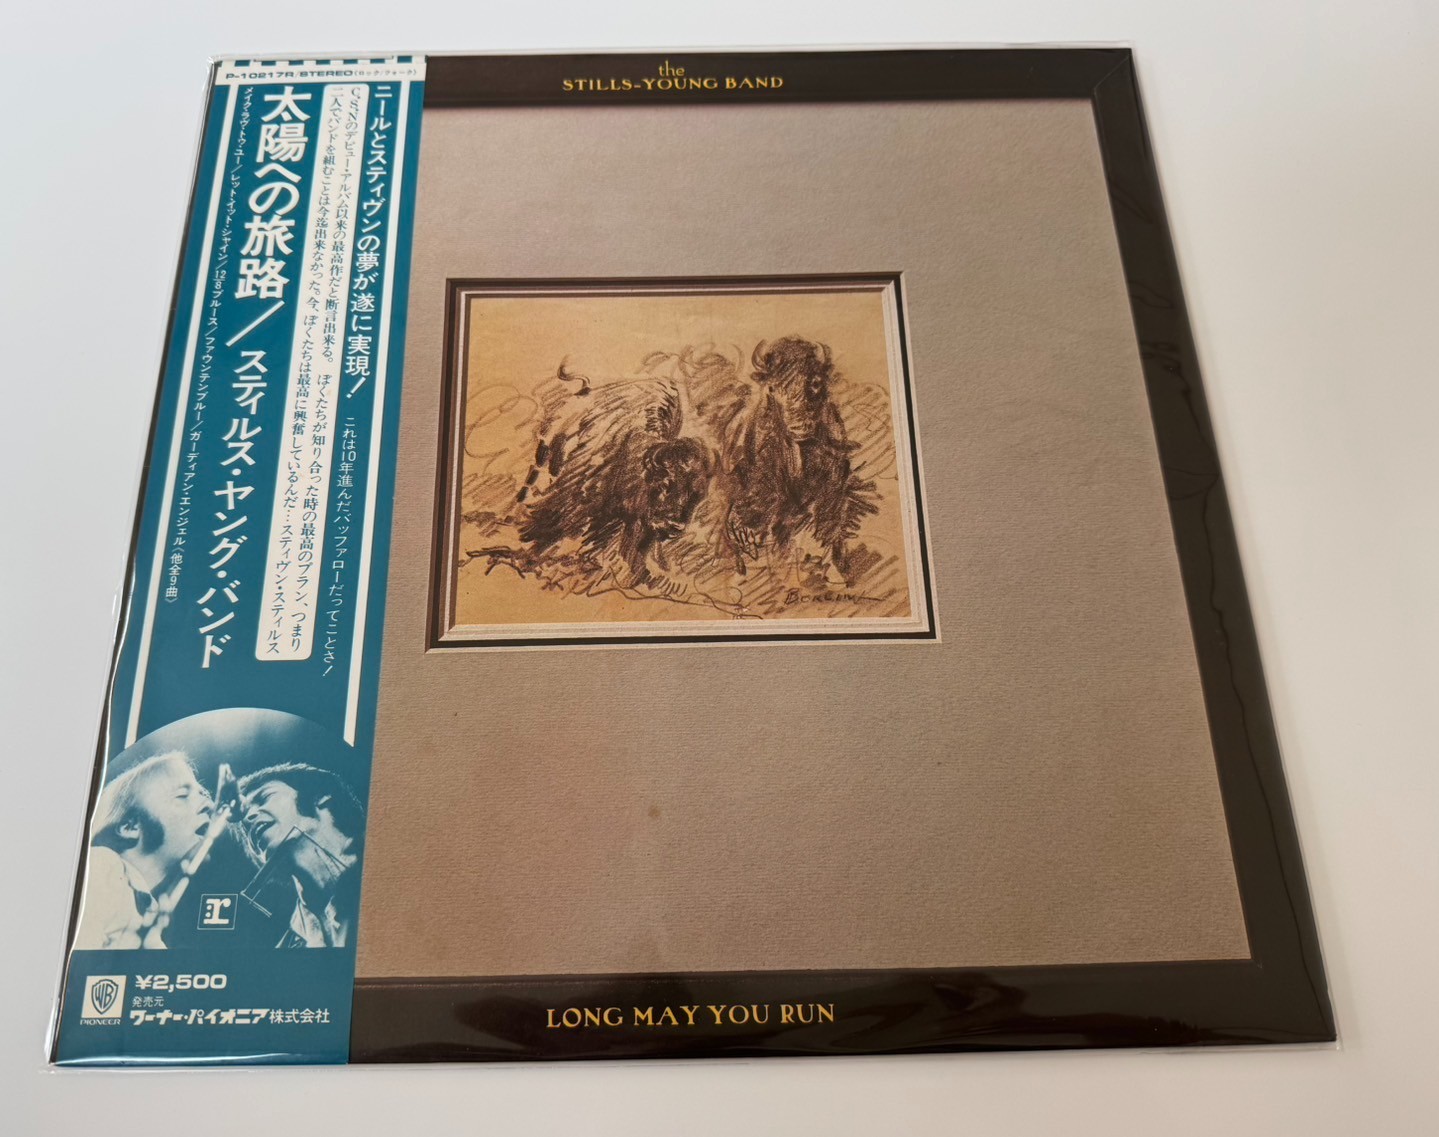 P-10217R/STEREO(ロック/フォーク)
ニールとスティヴンの夢が遂に実現! これは10年進んだバッファローだってことさ!
C,S,Nのデビュー・アルバム以来の最高作だと断言出来る。ぼくたちが知り合った時の最高のプラン、つまり
二人でバンドを組むことは今迄出来なかった。今、ぼくたちは最高に興奮しているんだ…スティヴン・スティルス
太陽への旅路/スティルス・ヤング・バンド
メイク・ラヴ・トゥ・ユー/レット・イット・シャイン/12/8ブルース/ファウンテンブルー/ガーディアン・エンジェル〈他全9曲〉
r
WB
PIONEER
¥2,500
発売元
ワーナー・パイオニア株式会社
the
STILLS-YOUNG BAND
LONG MAY YOU RUN